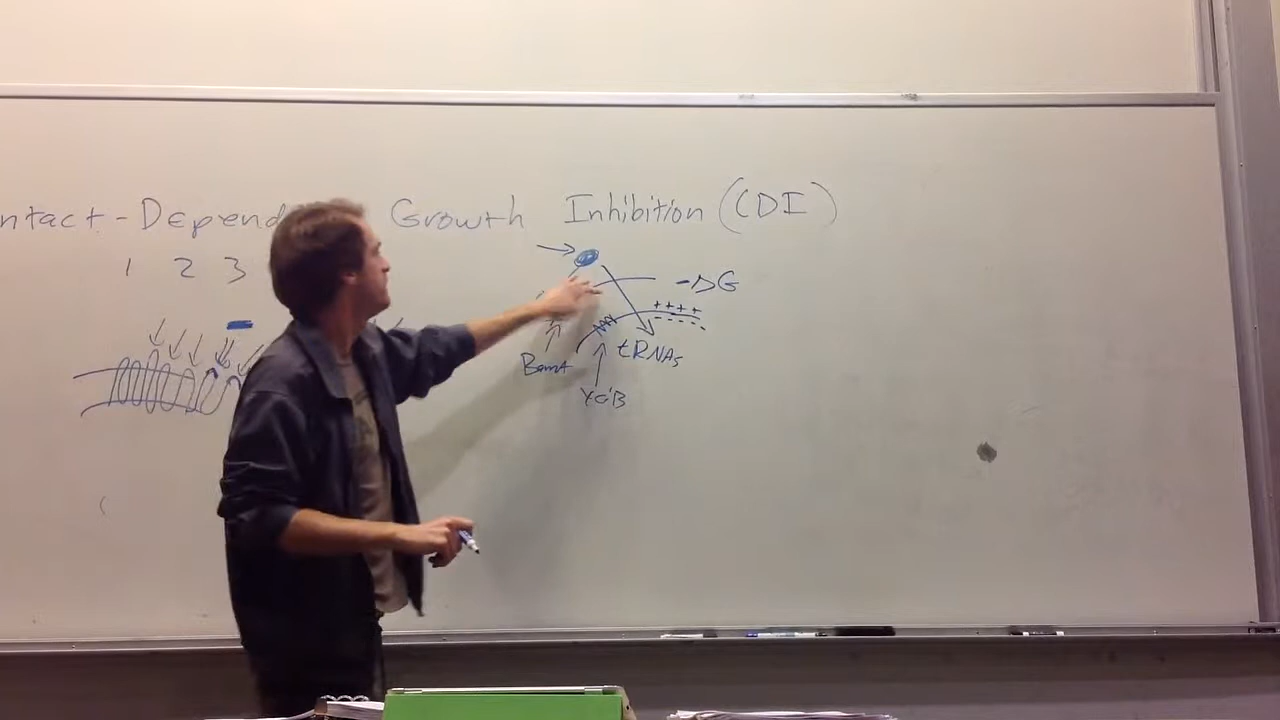 ntact-Depend Growth Inhibition (CDI)
1 2 3
-ΔG
++++
----
BamA
tRNAs
YciB